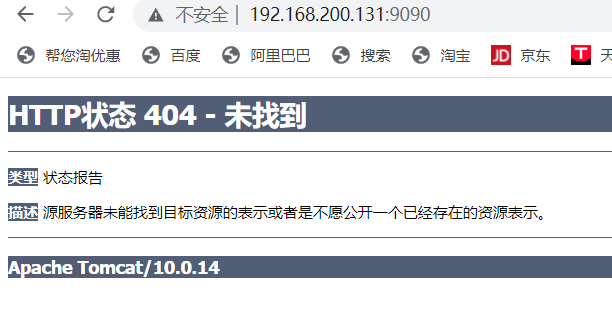 不安全 | 192.168.200.131:9090
帮您淘优惠 百度 阿里巴巴 搜索 淘宝 JD 京东 T 天
HTTP状态 404 - 未找到
类型 状态报告
描述 源服务器未能找到目标资源的表示或者是不愿公开一个已经存在的资源表示。
Apache Tomcat/10.0.14